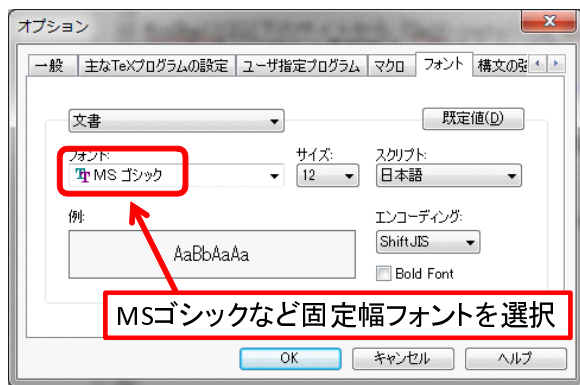 オプション
一般 主なTeXプログラムの設定 ユーザ指定プログラム マクロ フォント 構文の強
文書
既定値(D)
フォント: サイズ: スクリプト:
MS ゴシック 12 日本語
例: エンコーディング:
AaBbAaAa ShiftJIS
Bold Font
MSゴシックなど固定幅フォントを選択
OK キャンセル ヘルプ